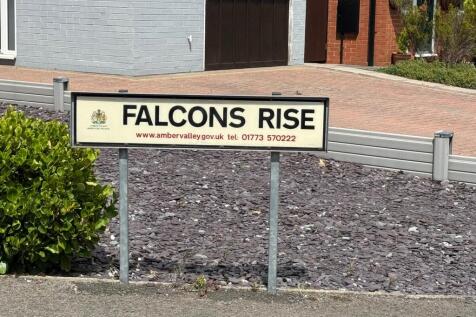 FALCONS RISE
www.ambervalley.gov.uk tel: 01773 570222